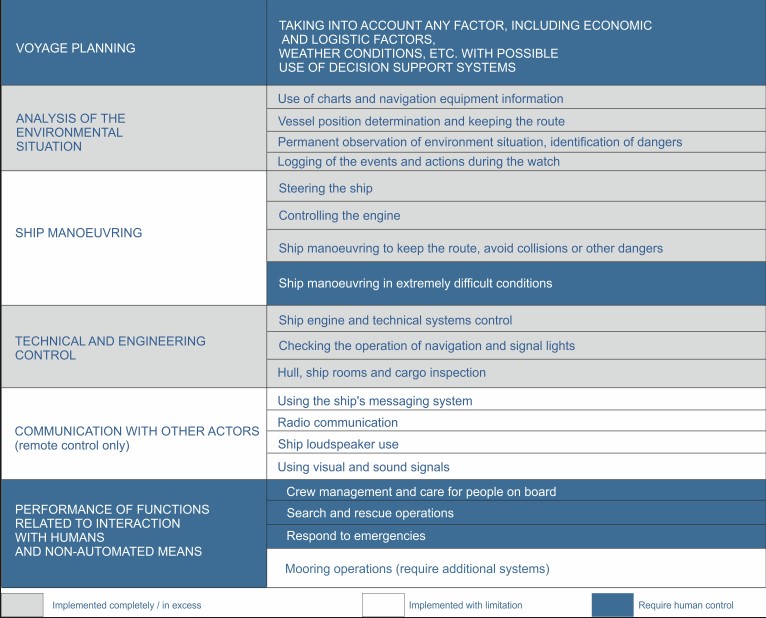 VOYAGE PLANNING
TAKING INTO ACCOUNT ANY FACTOR, INCLUDING ECONOMIC
AND LOGISTIC FACTORS,
WEATHER CONDITIONS, ETC. WITH POSSIBLE
USE OF DECISION SUPPORT SYSTEMS
ANALYSIS OF THE
ENVIRONMENTAL
SITUATION
Use of charts and navigation equipment information
Vessel position determination and keeping the route
Permanent observation of environment situation, identification of dangers
Logging of the events and actions during the watch
SHIP MANOEUVRING
Steering the ship
Controlling the engine
Ship manoeuvring to keep the route, avoid collisions or other dangers
Ship manoeuvring in extremely difficult conditions
TECHNICAL AND ENGINEERING
CONTROL
Ship engine and technical systems control
Checking the operation of navigation and signal lights
Hull, ship rooms and cargo inspection
COMMUNICATION WITH OTHER ACTORS
(remote control only)
Using the ship's messaging system
Radio communication
Ship loudspeaker use
Using visual and sound signals
PERFORMANCE OF FUNCTIONS
RELATED TO INTERACTION
WITH HUMANS
AND NON-AUTOMATED MEANS
Crew management and care for people on board
Search and rescue operations
Respond to emergencies
Mooring operations (require additional systems)
Implemented completely / in excess
Implemented with limitation
Require human control